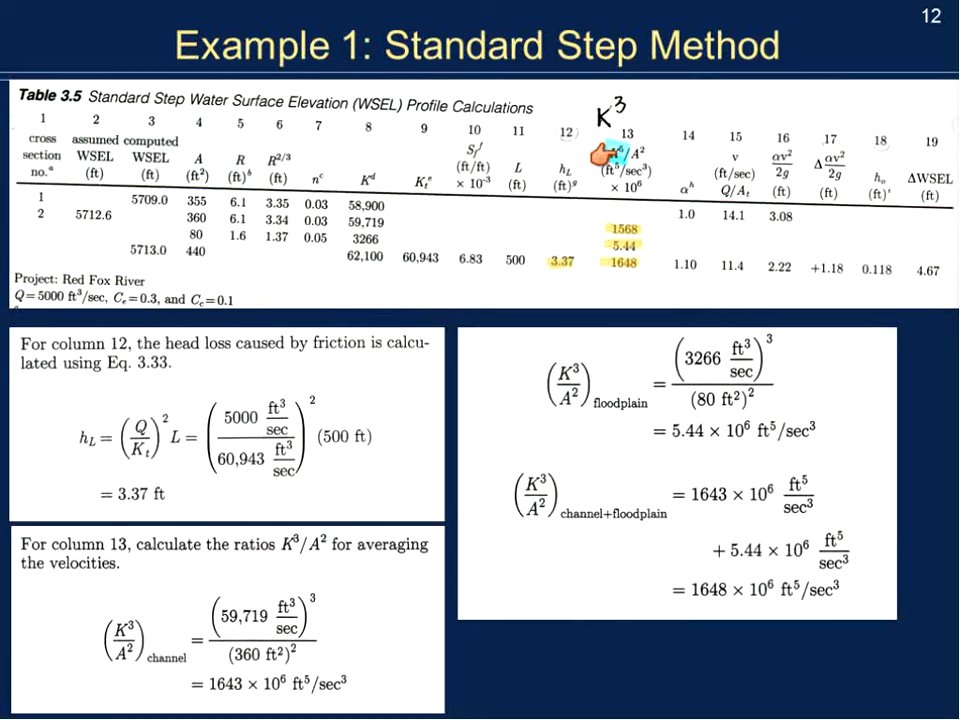 12
Example 1: Standard Step Method
Table 3.5 Standard Step Water Surface Elevation (WSEL) Profile Calculations
K³
1 2 3 4 5 6 7 8 9 10 11 12 13 14 15 16 17 18 19
cross assumed computed S_f^f /A² v αv² Δ αv²
section WSEL WSEL A R R^2/3 (ft/ft) L h_L (ft⁵/sec³) (ft/sec) 2g 2g h_o ΔWSEL
no.ᵃ (ft) (ft) (ft²) (ft)ᵇ (ft) nᶜ Kᵈ K_tᵉ × 10⁻³ (ft) (ft)ᵍ × 10⁶ αʰ Q/A_t (ft) (ft) (ft)ⁱ (ft)
1 5709.0 355 6.1 3.35 0.03 58,900 1.0 14.1 3.08
2 5712.6 360 6.1 3.34 0.03 59,719 1568
80 1.6 1.37 0.05 3266 5.44
5713.0 440 62,100 60,943 6.83 500 3.37 1648 1.10 11.4 2.22 +1.18 0.118 4.67
Project: Red Fox River
Q=5000 ft³/sec, C_e=0.3, and C_c=0.1
For column 12, the head loss caused by friction is calcu-
lated using Eq. 3.33.
h_L = (Q/K_t)² L = (5000 ft³/sec / 60,943 ft³/sec)² (500 ft)
= 3.37 ft
For column 13, calculate the ratios K³/A² for averaging
the velocities.
(K³/A²)channel = (59,719 ft³/sec)³ / (360 ft²)²
= 1643 × 10⁶ ft⁵/sec³
(K³/A²)floodplain = (3266 ft³/sec)³ / (80 ft²)²
= 5.44 × 10⁶ ft⁵/sec³
(K³/A²)channel+floodplain = 1643 × 10⁶ ft⁵/sec³
+ 5.44 × 10⁶ ft⁵/sec³
= 1648 × 10⁶ ft⁵/sec³